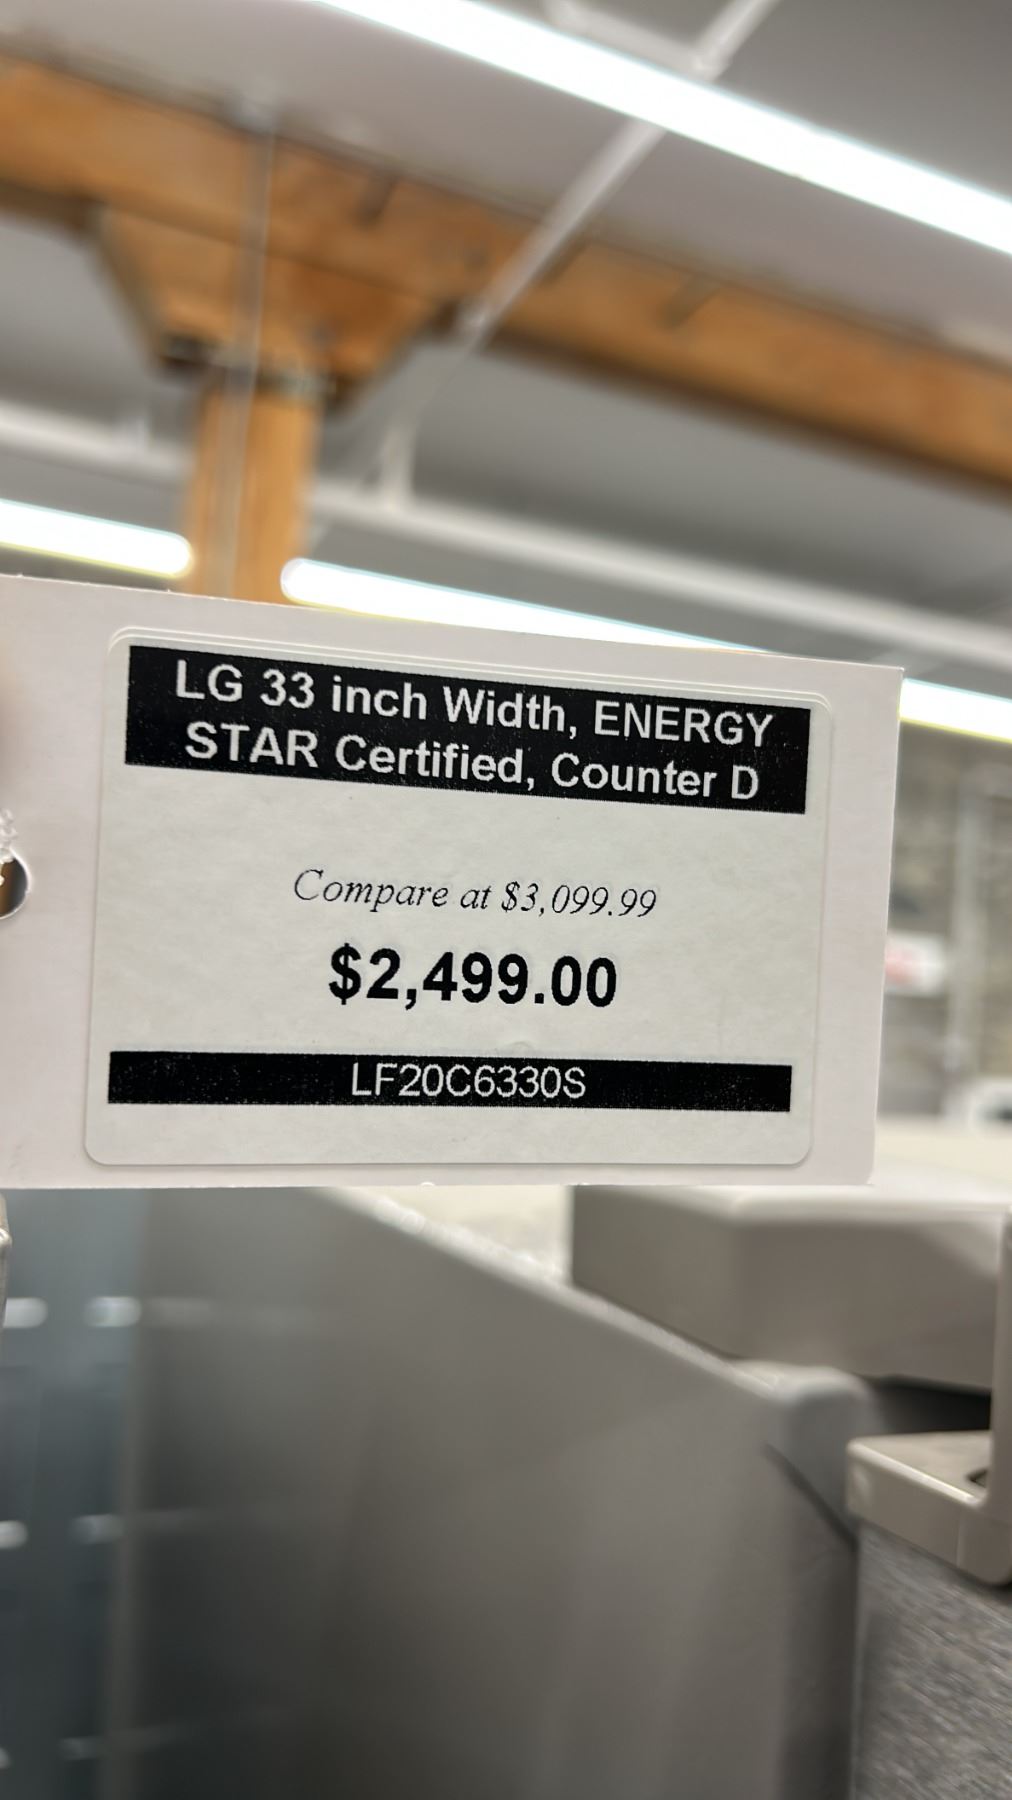 LG 33 inch Width, ENERGY
STAR Certified, Counter D
Compare at $3,099.99
$2,499.00
LF20C6330S